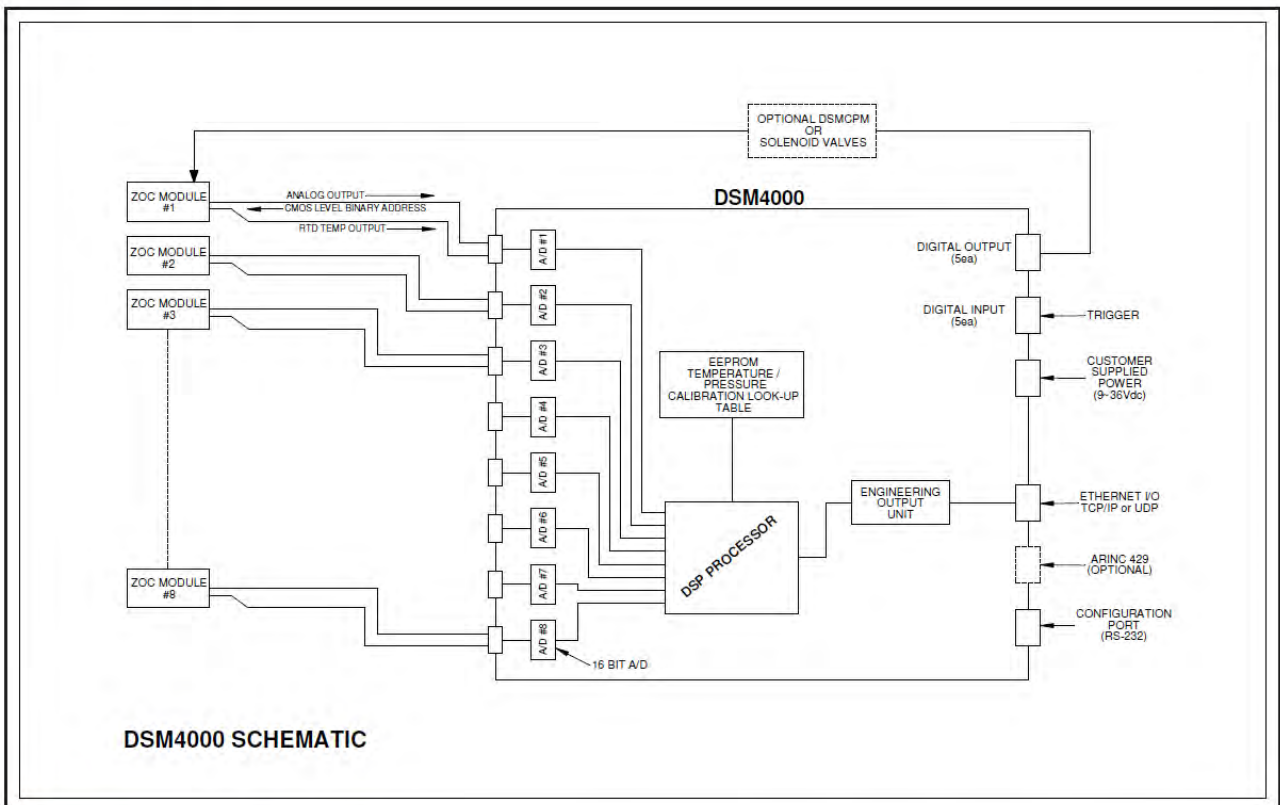 OPTIONAL DSMCPM
OR
SOLENOID VALVES
ZOC MODULE
#1
ANALOG OUTPUT
CMOS LEVEL BINARY ADDRESS
RTD TEMP OUTPUT
DSM4000
ZOC MODULE
#2
ZOC MODULE
#3
ZOC MODULE
#8
A/D #1
A/D #2
A/D #3
A/D #4
A/D #5
A/D #6
A/D #7
A/D #8
16 BIT A/D
EEPROM
TEMPERATURE /
PRESSURE
CALIBRATION LOOK-UP
TABLE
DSP PROCESSOR
ENGINEERING
OUTPUT
UNIT
DIGITAL OUTPUT
(5ea)
DIGITAL INPUT
(5ea)
TRIGGER
CUSTOMER
SUPPLIED
POWER
(9-36Vdc)
ETHERNET I/O
TCP/IP or UDP
ARINC 429
(OPTIONAL)
CONFIGURATION
PORT
(RS-232)
DSM4000 SCHEMATIC